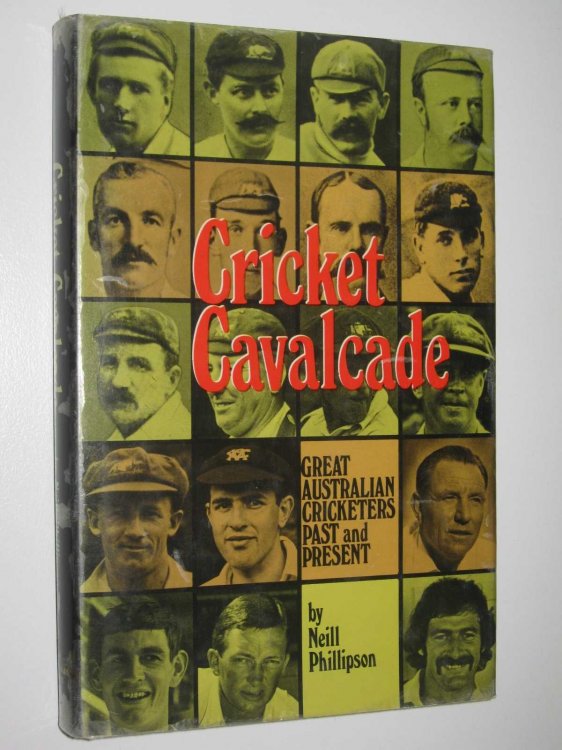 Cricket
Cavalcade
GREAT
AUSTRALIAN
CRICKETERS
PAST and
PRESENT
by
Neill
Phillipson